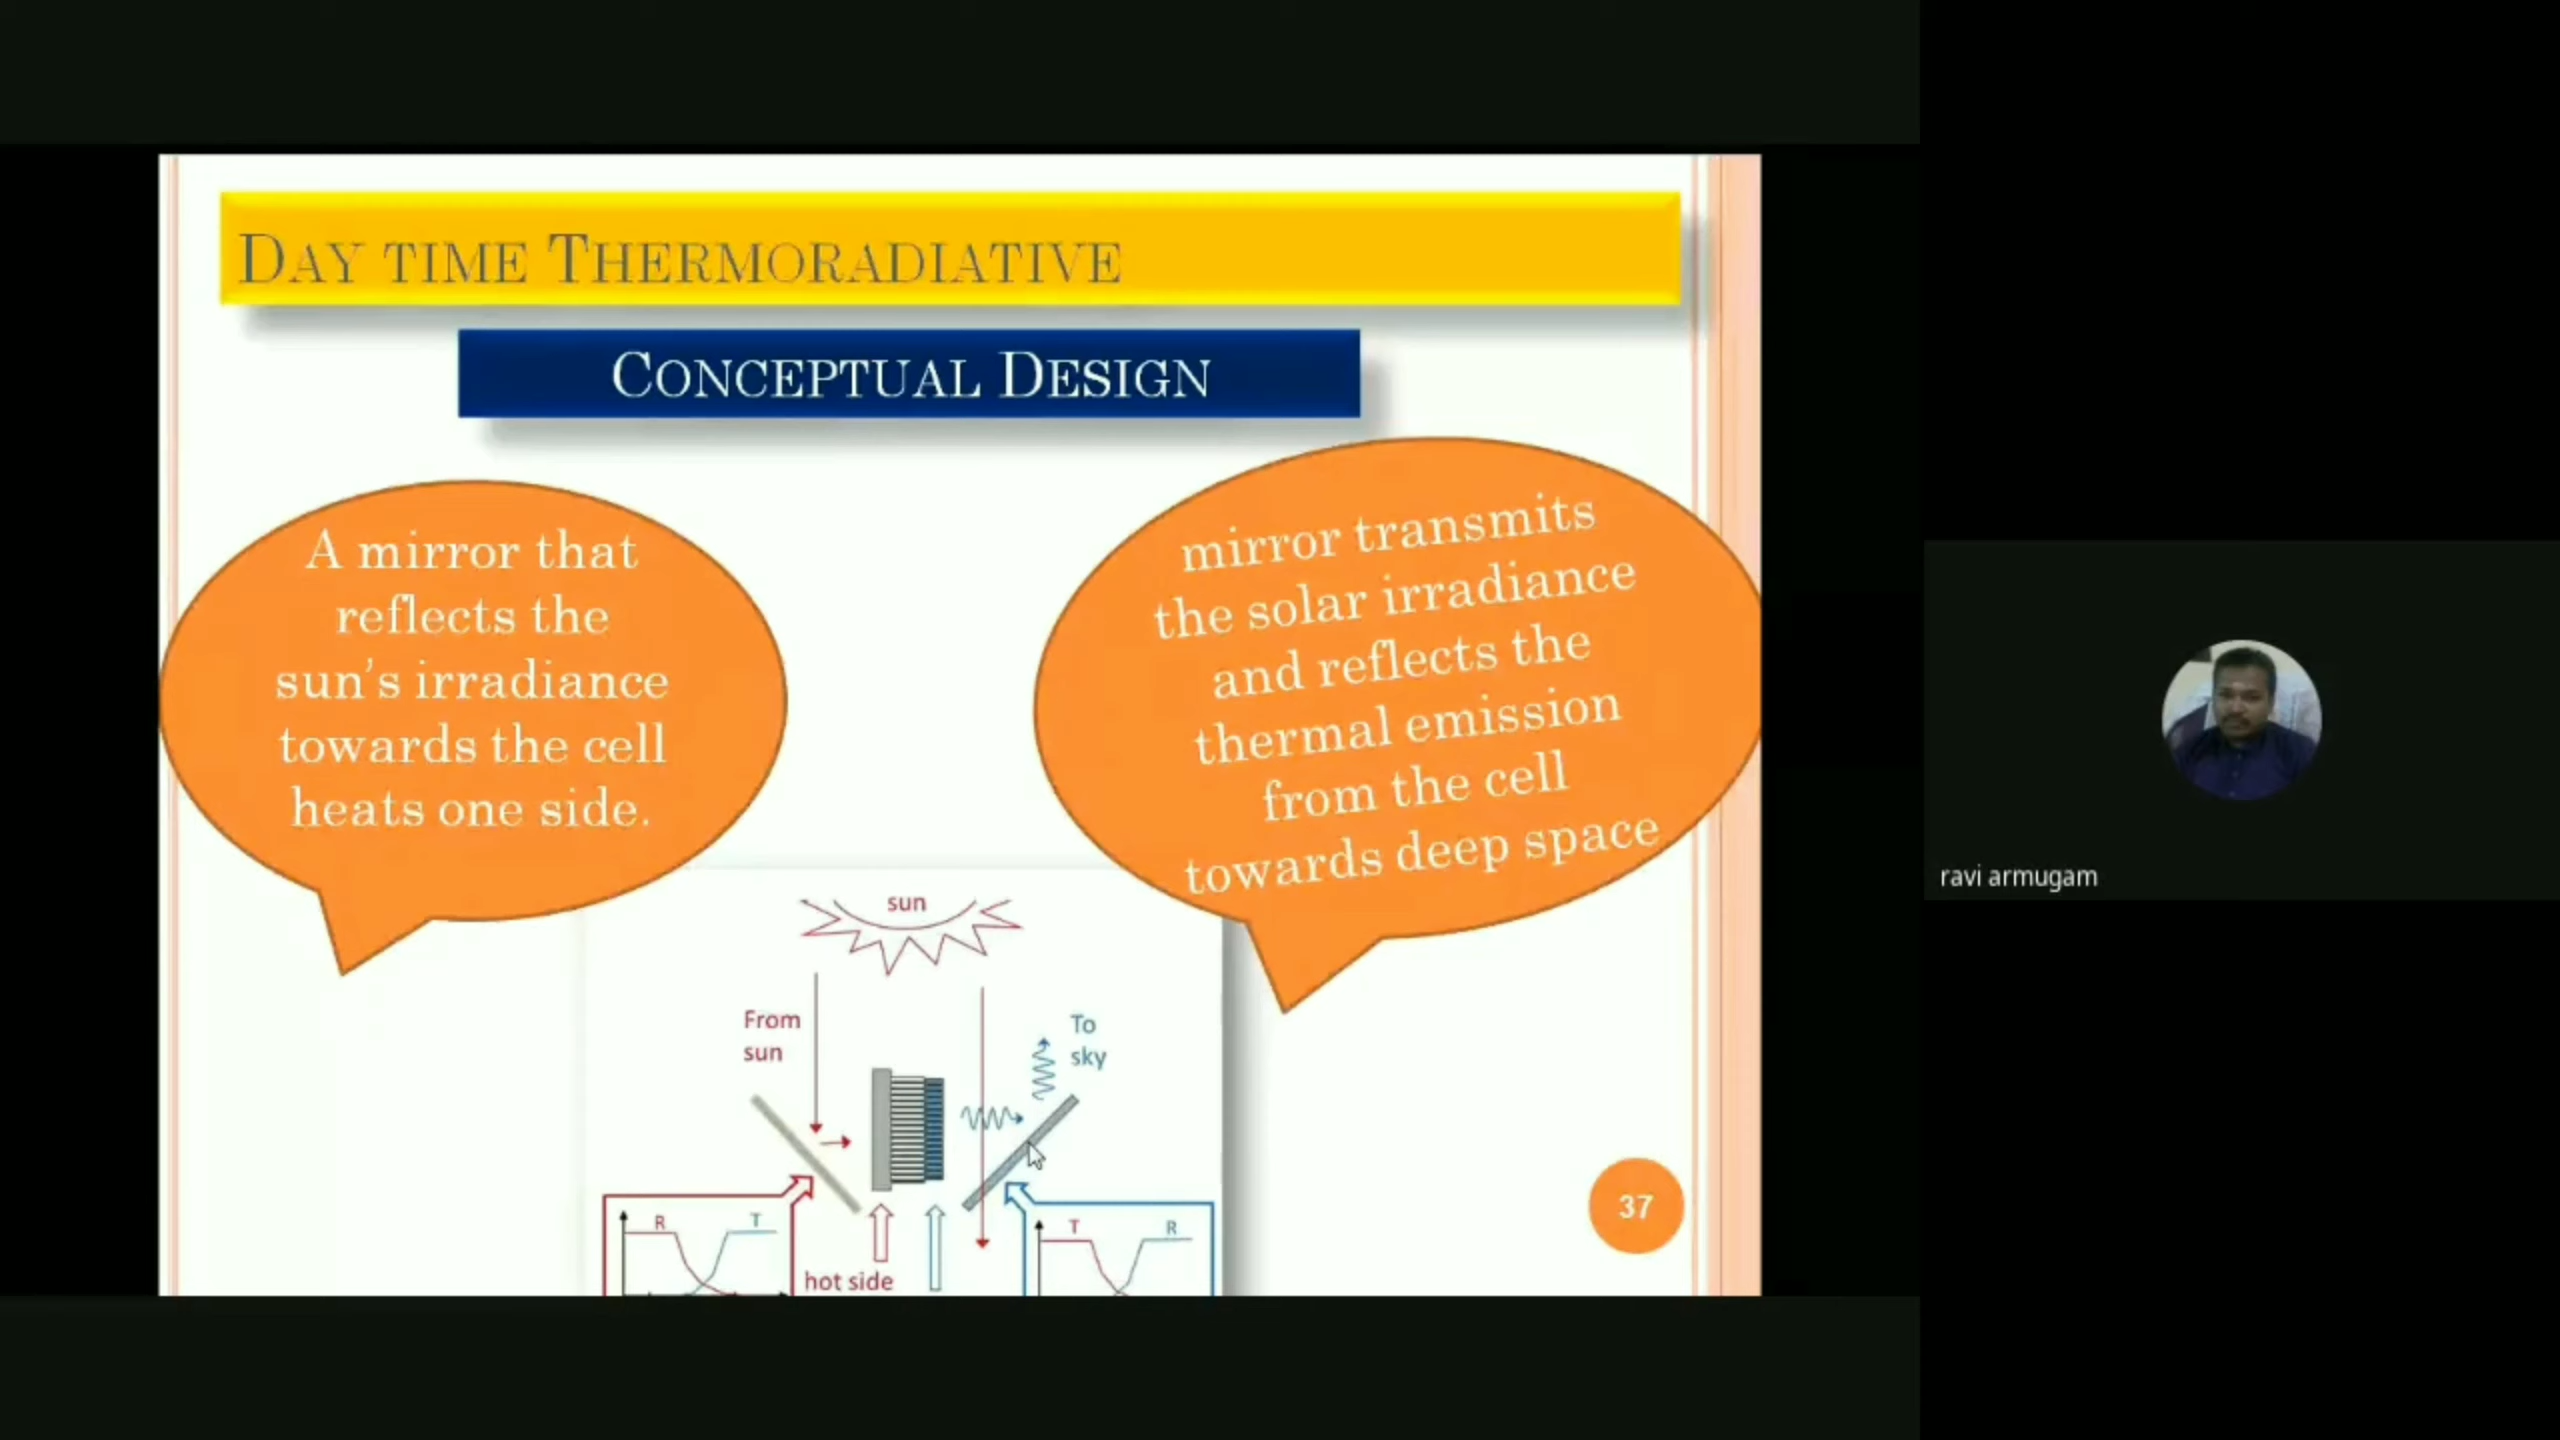 DAY TIME THERMORADIATIVE
CONCEPTUAL DESIGN
A mirror that
reflects the
sun's irradiance
towards the cell
heats one side.
mirror transmits
the solar irradiance
and reflects the
thermal emission
from the cell
towards deep space
sun
From
sun
To
sky
R
T
T
R
hot side
37
ravi armugam